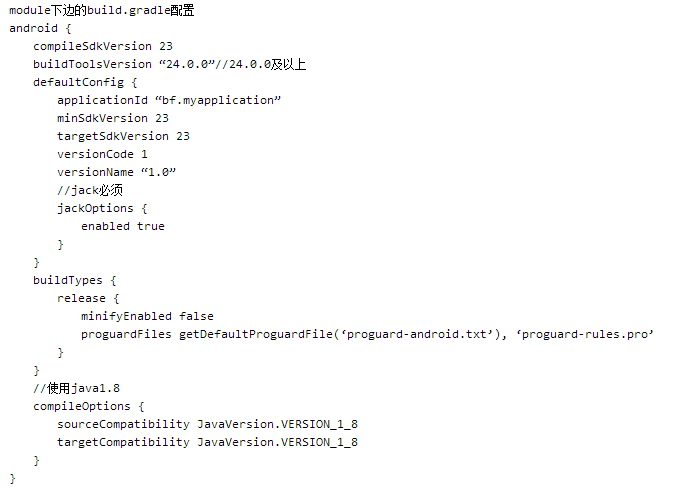 module下边的build.gradle配置
android {
    compileSdkVersion 23
    buildToolsVersion “24.0.0”//24.0.0及以上
    defaultConfig {
        applicationId “bf.myapplication”
        minSdkVersion 23
        targetSdkVersion 23
        versionCode 1
        versionName “1.0”
        //jack必须
        jackOptions {
            enabled true
        }
    }
    buildTypes {
        release {
            minifyEnabled false
            proguardFiles getDefaultProguardFile(‘proguard-android.txt’), ‘proguard-rules.pro’
        }
    }
    //使用java1.8
    compileOptions {
        sourceCompatibility JavaVersion.VERSION_1_8
        targetCompatibility JavaVersion.VERSION_1_8
    }
}